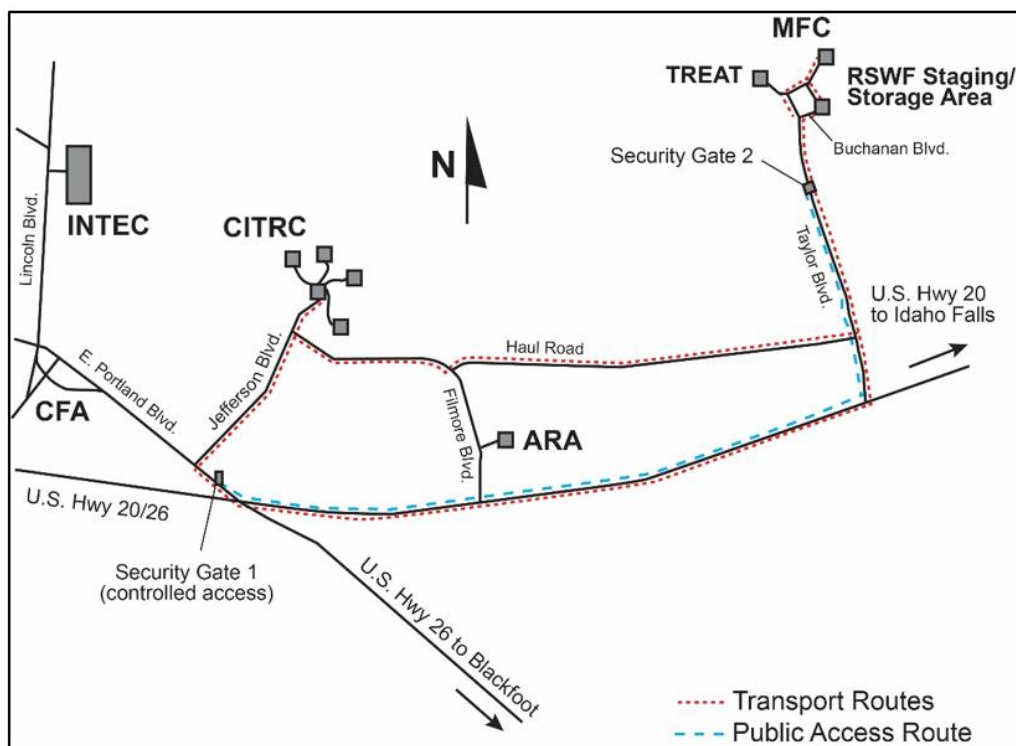 MFC
TREAT
RSWF Staging/
Storage Area
Buchanan Blvd.
Security Gate 2
N
Lincoln Blvd.
INTEC
CITRC
Taylor Blvd.
U.S. Hwy 20
to Idaho Falls
Haul Road
E. Portland Blvd.
Jefferson Blvd.
CFA
Filmore Blvd.
ARA
U.S. Hwy 20/26
Security Gate 1
(controlled access)
U.S. Hwy 26 to Blackfoot
Transport Routes
Public Access Route